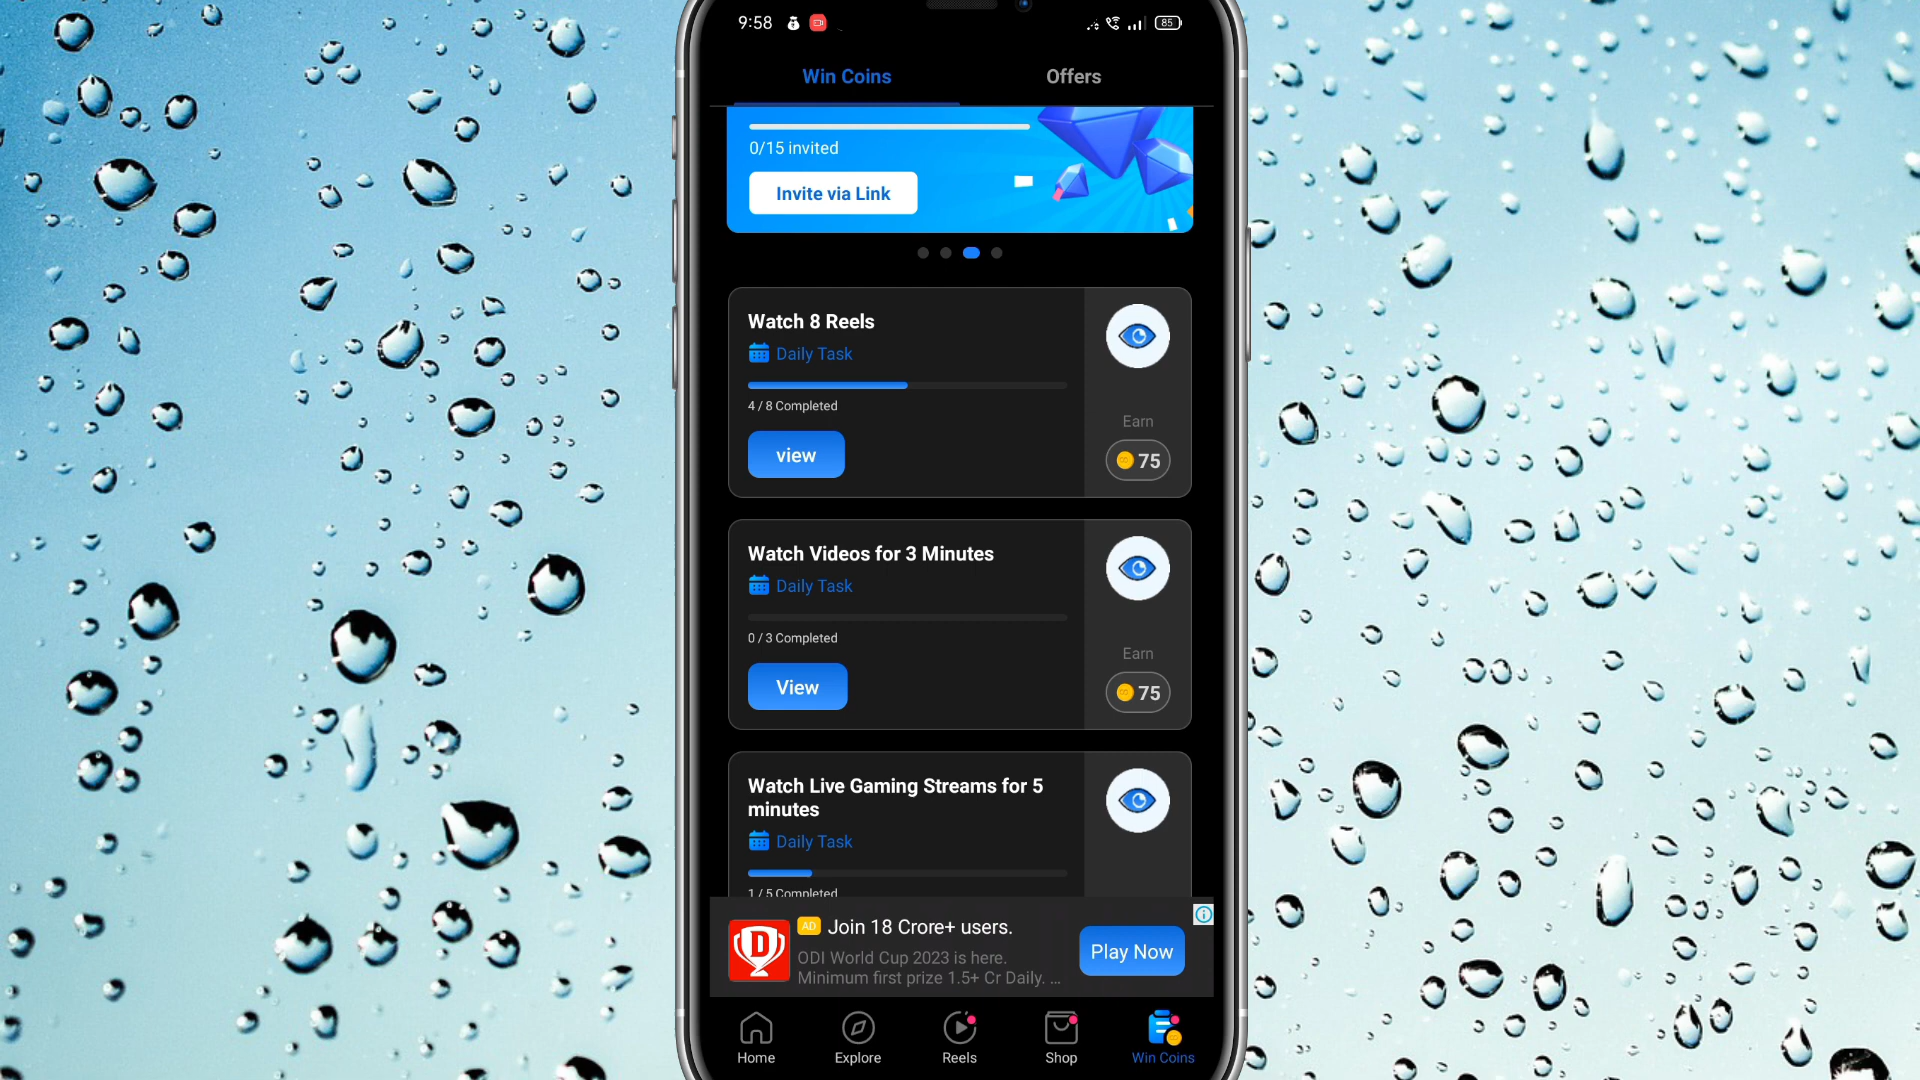 9:58
85
Win Coins
Offers
0/15 invited
Invite via Link
Watch 8 Reels
Daily Task
4 / 8 Completed
view
Earn
75
Watch Videos for 3 Minutes
Daily Task
0 / 3 Completed
View
Earn
75
Watch Live Gaming Streams for 5
minutes
Daily Task
1 / 5 Completed
D
AD Join 18 Crore+ users.
ODI World Cup 2023 is here.
Minimum first prize 1.5+ Cr Daily. ...
Play Now
Home
Explore
Reels
Shop
Win Coins